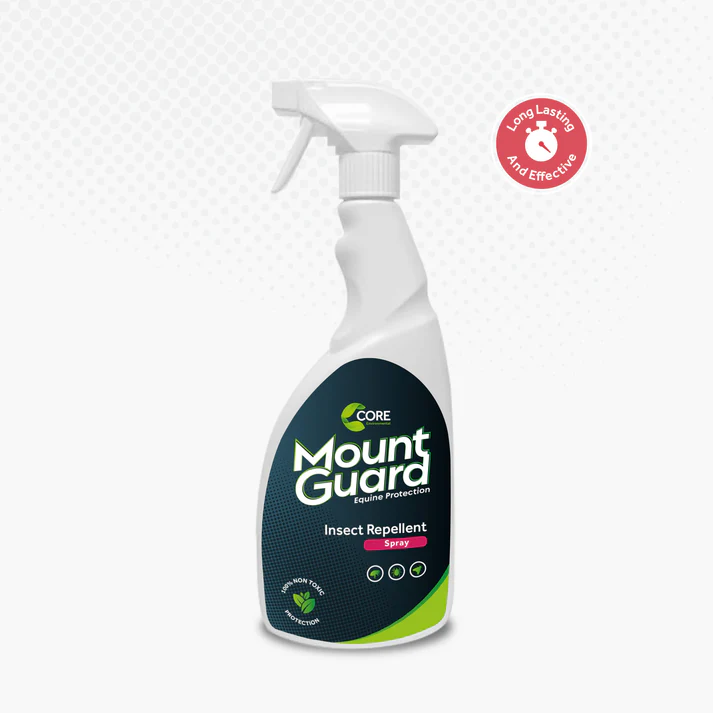 Long Lasting
And Effective
CORE
Environmental
Mount
Guard
Equine Protection
Insect Repellent
Spray
100% NON TOXIC
PROTECTION